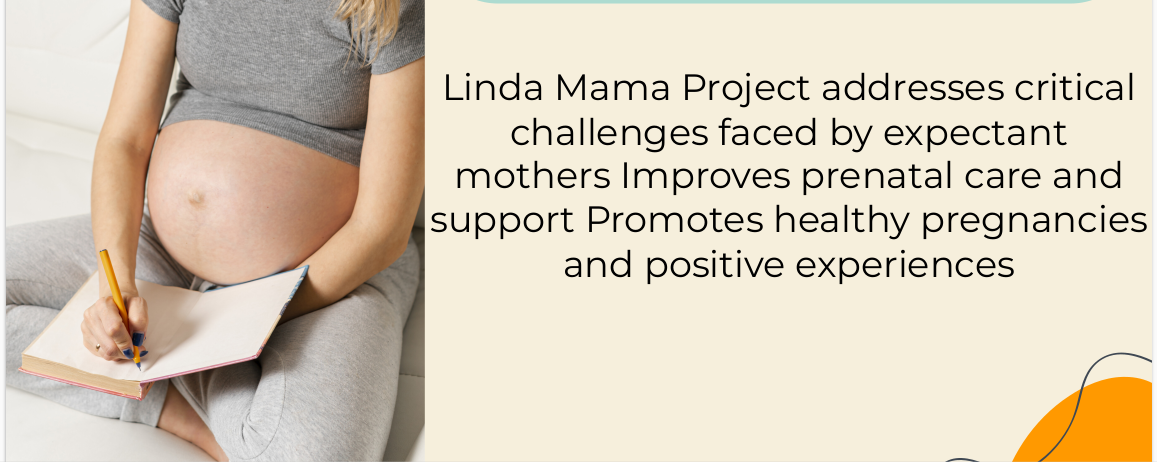 Linda Mama Project addresses critical
challenges faced by expectant
mothers Improves prenatal care and
support Promotes healthy pregnancies
and positive experiences